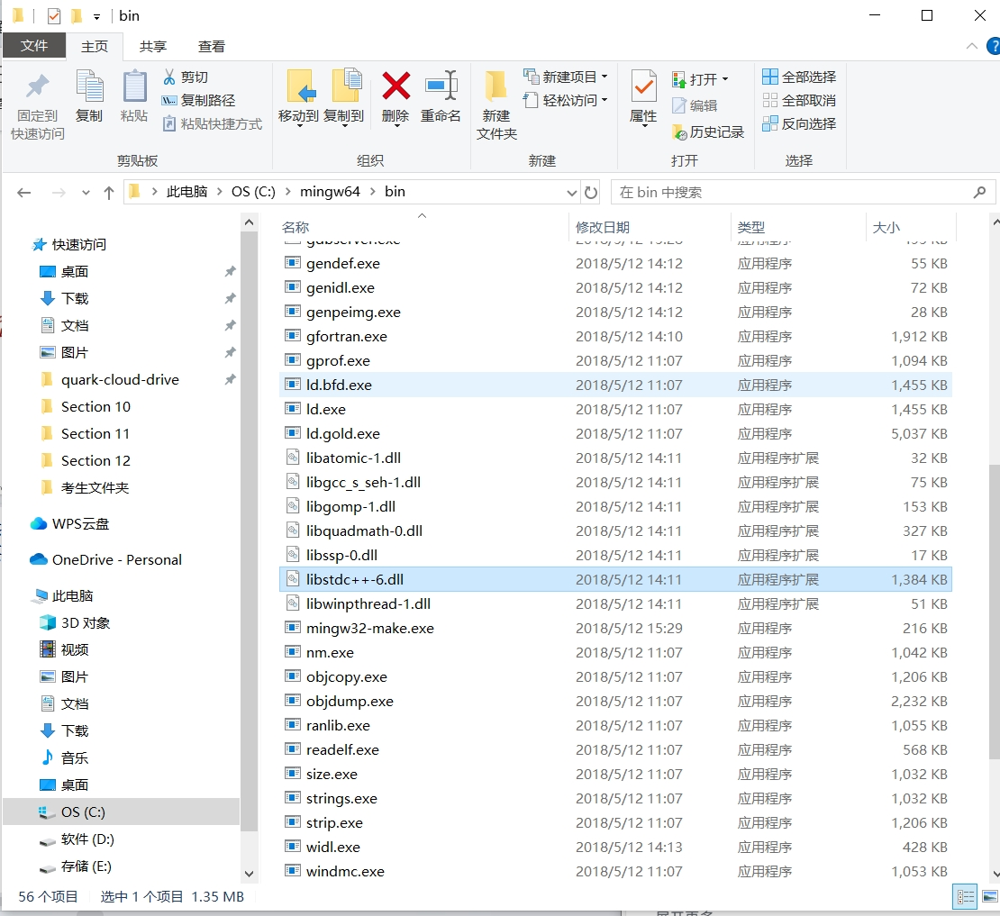 bin
文件 主页 共享 查看
固定到
快速访问
复制
粘贴
剪切
复制路径
粘贴快捷方式
剪贴板
移动到 复制到 删除 重命名
组织
新建
文件夹
新建项目
轻松访问
新建
属性
打开
编辑
历史记录
打开
全部选择
全部取消
反向选择
选择
此电脑 OS (C:) mingw64 bin
在 bin 中搜索
快速访问
桌面
下载
文档
图片
quark-cloud-drive
Section 10
Section 11
Section 12
考生文件夹
WPS云盘
OneDrive - Personal
此电脑
3D 对象
视频
图片
文档
下载
音乐
桌面
OS (C:)
软件 (D:)
存储 (E:)
名称 修改日期 类型 大小
gendef.exe 2018/5/12 14:12 应用程序 55 KB
genidl.exe 2018/5/12 14:12 应用程序 72 KB
genpeimg.exe 2018/5/12 14:12 应用程序 28 KB
gfortran.exe 2018/5/12 14:10 应用程序 1,912 KB
gprof.exe 2018/5/12 11:07 应用程序 1,094 KB
ld.bfd.exe 2018/5/12 11:07 应用程序 1,455 KB
ld.exe 2018/5/12 11:07 应用程序 1,455 KB
ld.gold.exe 2018/5/12 11:07 应用程序 5,037 KB
libatomic-1.dll 2018/5/12 14:11 应用程序扩展 32 KB
libgcc_s_seh-1.dll 2018/5/12 14:11 应用程序扩展 75 KB
libgomp-1.dll 2018/5/12 14:11 应用程序扩展 153 KB
libquadmath-0.dll 2018/5/12 14:11 应用程序扩展 327 KB
libssp-0.dll 2018/5/12 14:11 应用程序扩展 17 KB
libstdc++-6.dll 2018/5/12 14:11 应用程序扩展 1,384 KB
libwinpthread-1.dll 2018/5/12 14:11 应用程序扩展 51 KB
mingw32-make.exe 2018/5/12 15:29 应用程序 216 KB
nm.exe 2018/5/12 11:07 应用程序 1,042 KB
objcopy.exe 2018/5/12 11:07 应用程序 1,206 KB
objdump.exe 2018/5/12 11:07 应用程序 2,232 KB
ranlib.exe 2018/5/12 11:07 应用程序 1,055 KB
readelf.exe 2018/5/12 11:07 应用程序 568 KB
size.exe 2018/5/12 11:07 应用程序 1,032 KB
strings.exe 2018/5/12 11:07 应用程序 1,032 KB
strip.exe 2018/5/12 11:07 应用程序 1,206 KB
widl.exe 2018/5/12 14:13 应用程序 428 KB
windmc.exe 2018/5/12 11:07 应用程序 1,053 KB
56 个项目 选中 1 个项目 1.35 MB